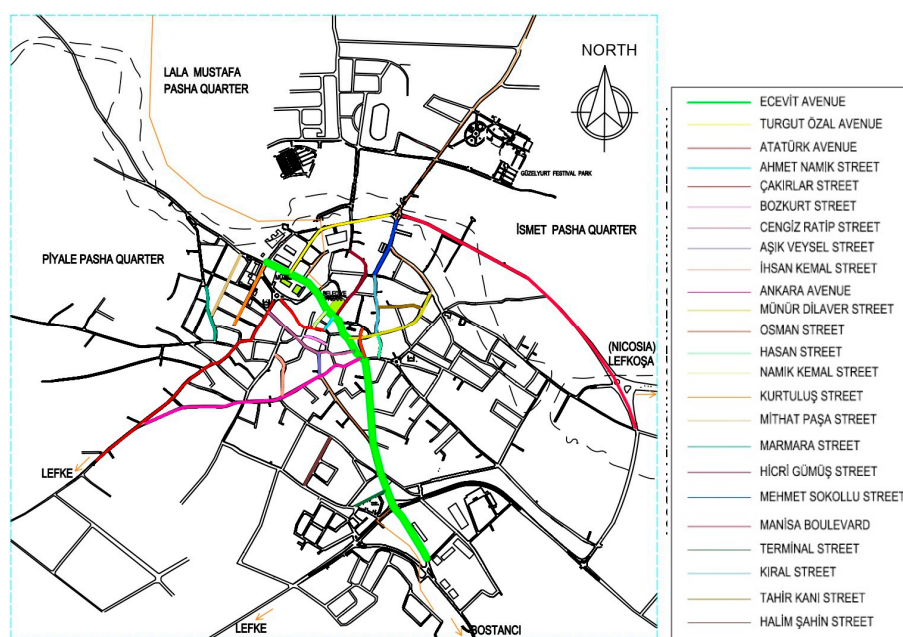 NORTH
LALA MUSTAFA
PASHA QUARTER
GÜZELYURT FESTIVAL PARK
İSMET PASHA QUARTER
PİYALE PASHA QUARTER
(NICOSIA)
LEFKOŞA
LEFKE
LEFKE
BOSTANCI
ECEVİT AVENUE
TURGUT ÖZAL AVENUE
ATATÜRK AVENUE
AHMET NAMIK STREET
ÇAKIRLAR STREET
BOZKURT STREET
CENGİZ RATİP STREET
AŞIK VEYSEL STREET
İHSAN KEMAL STREET
ANKARA AVENUE
MÜNÜR DİLAVER STREET
OSMAN STREET
HASAN STREET
NAMIK KEMAL STREET
KURTULUŞ STREET
MİTHAT PAŞA STREET
MARMARA STREET
HİCRİ GÜMÜŞ STREET
MEHMET SOKOLLU STREET
MANİSA BOULEVARD
TERMİNAL STREET
KIRAL STREET
TAHİR KANI STREET
HALİM ŞAHİN STREET